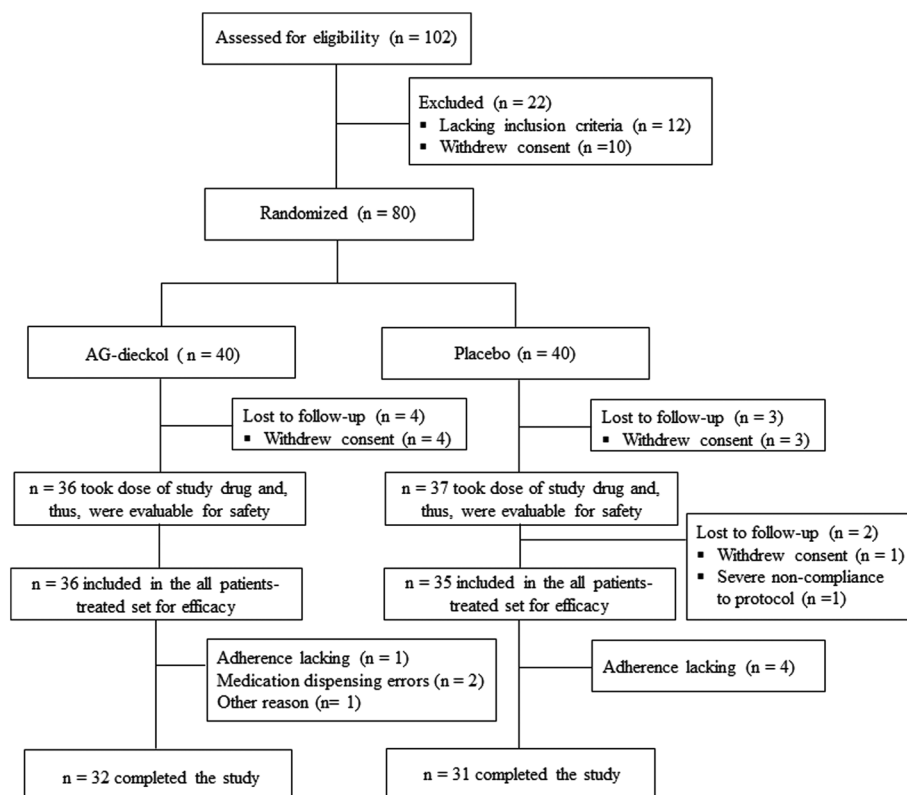 Assessed for eligibility (n = 102)
Excluded (n = 22)
▪ Lacking inclusion criteria (n = 12)
▪ Withdrew consent (n =10)
Randomized (n = 80)
AG-dieckol ( n = 40)
Placebo (n = 40)
Lost to follow-up (n = 4)
▪ Withdrew consent (n = 4)
Lost to follow-up (n = 3)
▪ Withdrew consent (n = 3)
n = 36 took dose of study drug and,
thus, were evaluable for safety
n = 37 took dose of study drug and,
thus, were evaluable for safety
Lost to follow-up (n = 2)
▪ Withdrew consent (n = 1)
▪ Severe non-compliance
to protocol (n =1)
n = 36 included in the all patients-
treated set for efficacy
n = 35 included in the all patients-
treated set for efficacy
Adherence lacking (n = 1)
Medication dispensing errors (n = 2)
Other reason (n= 1)
Adherence lacking (n = 4)
n = 32 completed the study
n = 31 completed the study